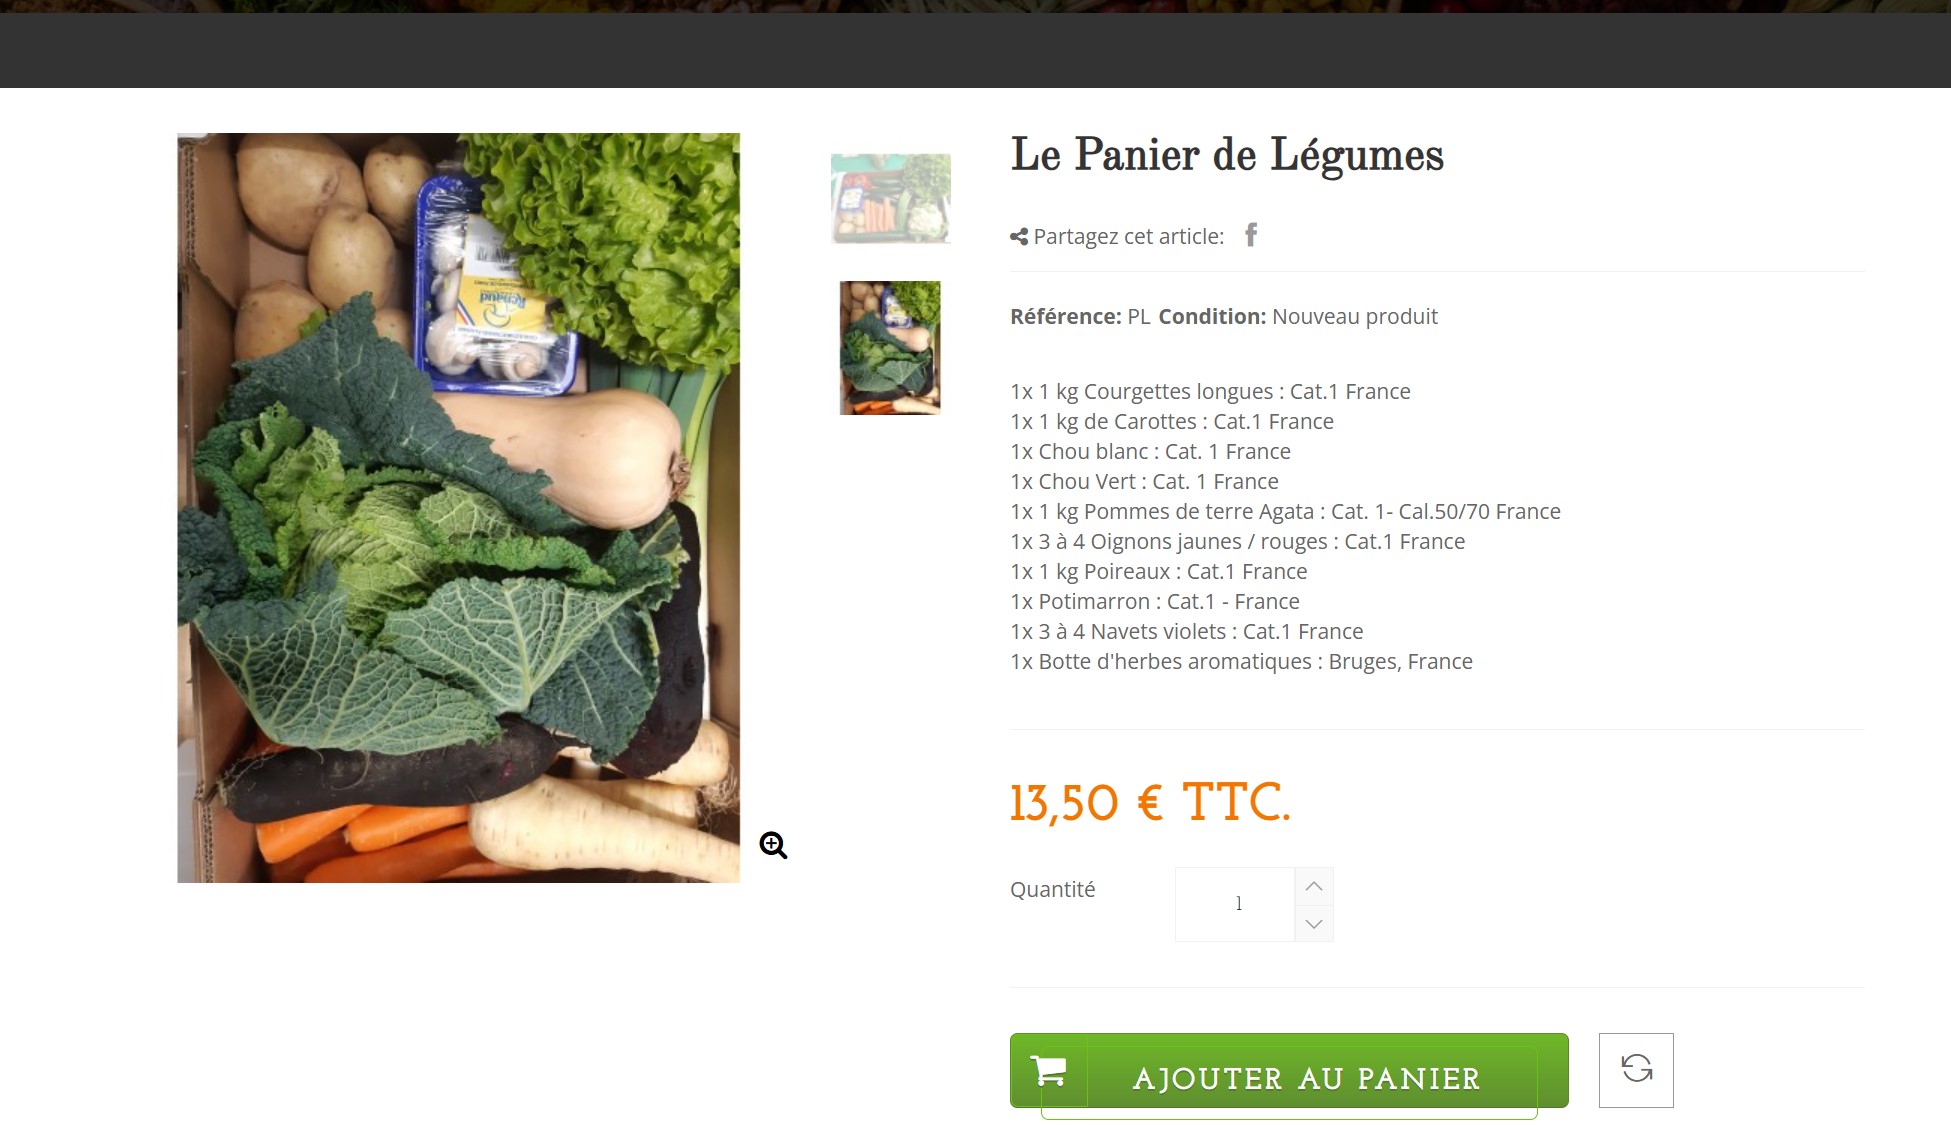 Le Panier de Légumes
Partagez cet article:
Référence: PL Condition: Nouveau produit
1x 1 kg Courgettes longues : Cat.1 France
1x 1 kg de Carottes : Cat.1 France
1x Chou blanc : Cat. 1 France
1x Chou Vert : Cat. 1 France
1x 1 kg Pommes de terre Agata : Cat. 1- Cal.50/70 France
1x 3 à 4 Oignons jaunes / rouges : Cat.1 France
1x 1 kg Poireaux : Cat.1 France
1x Potimarron : Cat.1 - France
1x 3 à 4 Navets violets : Cat.1 France
1x Botte d'herbes aromatiques : Bruges, France
13,50 € TTC.
Quantité
1
AJOUTER AU PANIER
Renaud